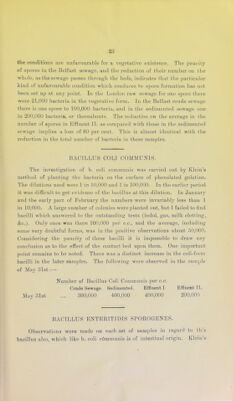 23
the conditions are unfavourable for a vegetative existence. The paucity
of spores in the Belfast sewage, and the reduction of their number on the
whole, as the sewage passes through the beds, indicates that the particular
kind of unfavourable condition which conduces to spore formation has not
been set up at any point. In the London raw sewage for one spore there
were 21,000 bacteria in the vegetative form. In the Belfast crude sewage
there is one spore to 190,000 bacteria, and in the sedimented sewage one
to 200,000 bacteria, or thereabouts. The reduction on the average in the
number of spores in Effluent II. as compared with those in the sedimented
sewage implies a loss of 60 per cent. This is almost identical with the
reduction in the total number of bacteria in these samples.
BACILLUS COLI COMMUNIS.
The investigation of b. coli communis was carried out by Klein's
method of planting the bacteria on the surface of phenolated gelatine.
The dilutions used were 1 in 10,000 and 1 in 100,000. In the earlier period
it was difficult to get evidence of the bacillus at this dilution. In January
and the early part of February the numbers were invariably less than 1
in 10,000. A large number of colonies were planted out, but I failed to find
bacilli which answered to the outstanding tests (indol, gas, milk clotting,
&c.). Only once was there 100,000 per c.c., and the average, including
some very doubtful forms, was in the positive observations about 50,000.
Considering the paucity of these bacilli it is impossible to draw any
conclusion as to the effect of the contact bed upon them. One important
point remains to be noted. There was a distinct increase in the coli-form
bacilli in the later samples. The following were observed in the sample
of May 31st:—
Number of Bacillus Coli Communis per c.c.
Crude Sewage. Sedimented. Effluent I. Effluent II.
May 31st ... 300,000 400,000 400,000 200,000
BACILLUS ENTERITIDIS SPOROGENES.
Observations were made on each set of samples in regard to this
bacillus also, which like b. coli communis is of intestinal origin. Klein's